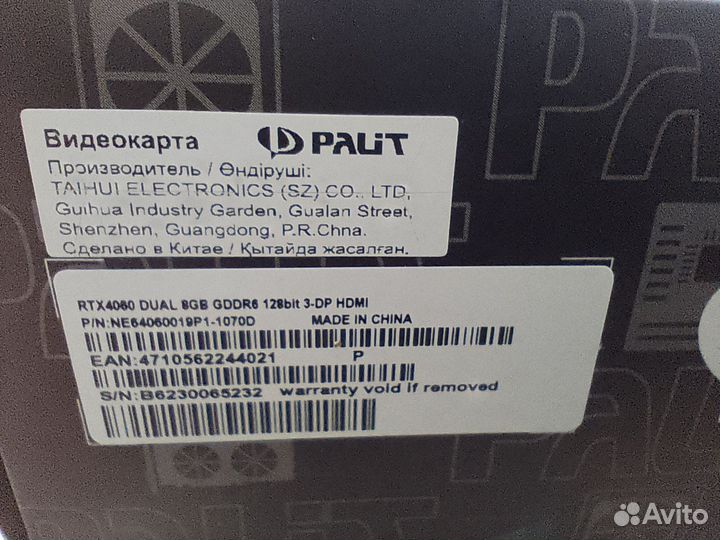 Видеокарта PALIT
Производитель / Өндіруші:
TAIHUI ELECTRONICS (SZ) CO., LTD,
Guihua Industry Garden, Gualan Street,
Shenzhen, Guangdong, P.R.Chna.
Сделано в Китае / Қытайда жасалған.
RTX4060 DUAL 8GB GDDR6 128bit 3-DP HDMI
P/N:NE64060019P1-1070D MADE IN CHINA
EAN:4710562244021 P
S/N:B6230065232 warranty void if removed
PALIT
Avito